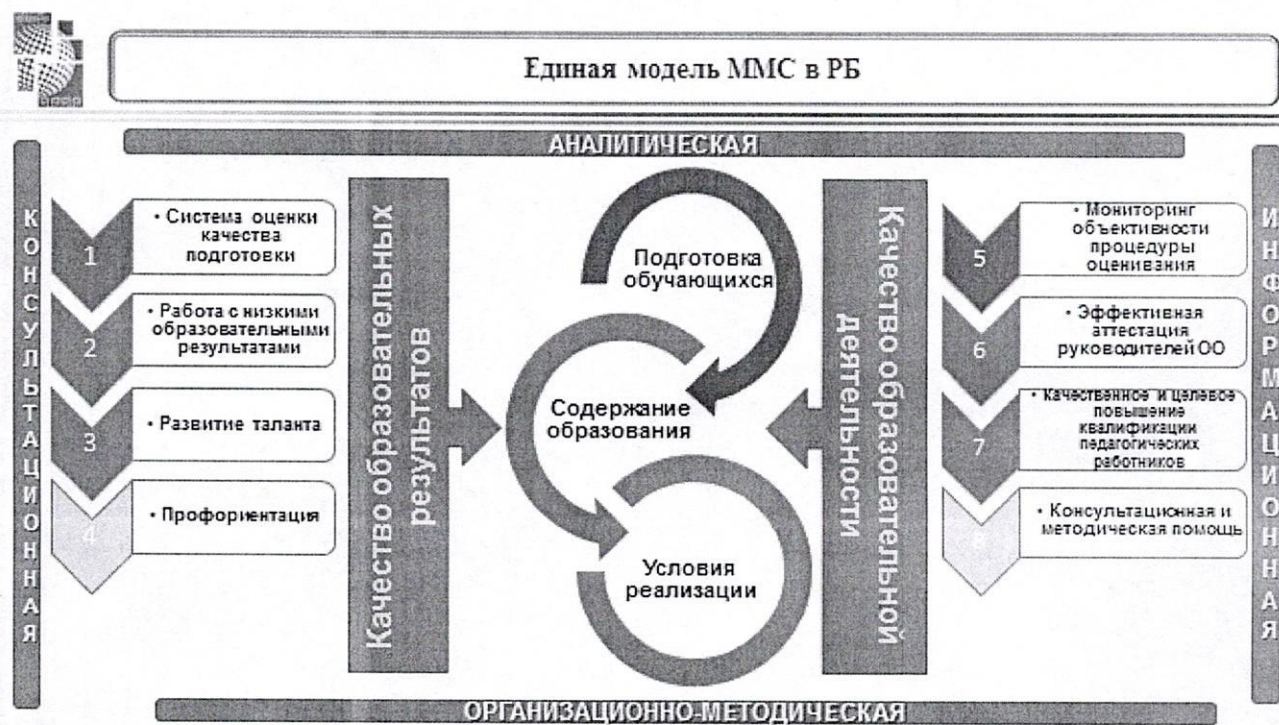 Единая модель ММС в РБ
АНАЛИТИЧЕСКАЯ
КОНСУЛЬТАЦИОННАЯ
1
• Система оценки
качества
подготовки
2
• Работа с низкими
образовательными
результатами
3
• Развитие таланта
4
• Профориентация
Качество образовательных
результатов
Подготовка
обучающихся
Содержание
образования
Условия
реализации
Качество образовательной
деятельности
5
• Мониторинг
объективности
процедуры
оценивания
6
• Эффективная
аттестация
руководителей ОО
7
• Качественное и целевое
повышение
квалификации
педагогических
работников
8
• Консультационная и
методическая помощь
ИНФОРМАЦИОННАЯ
ОРГАНИЗАЦИОННО-МЕТОДИЧЕСКАЯ